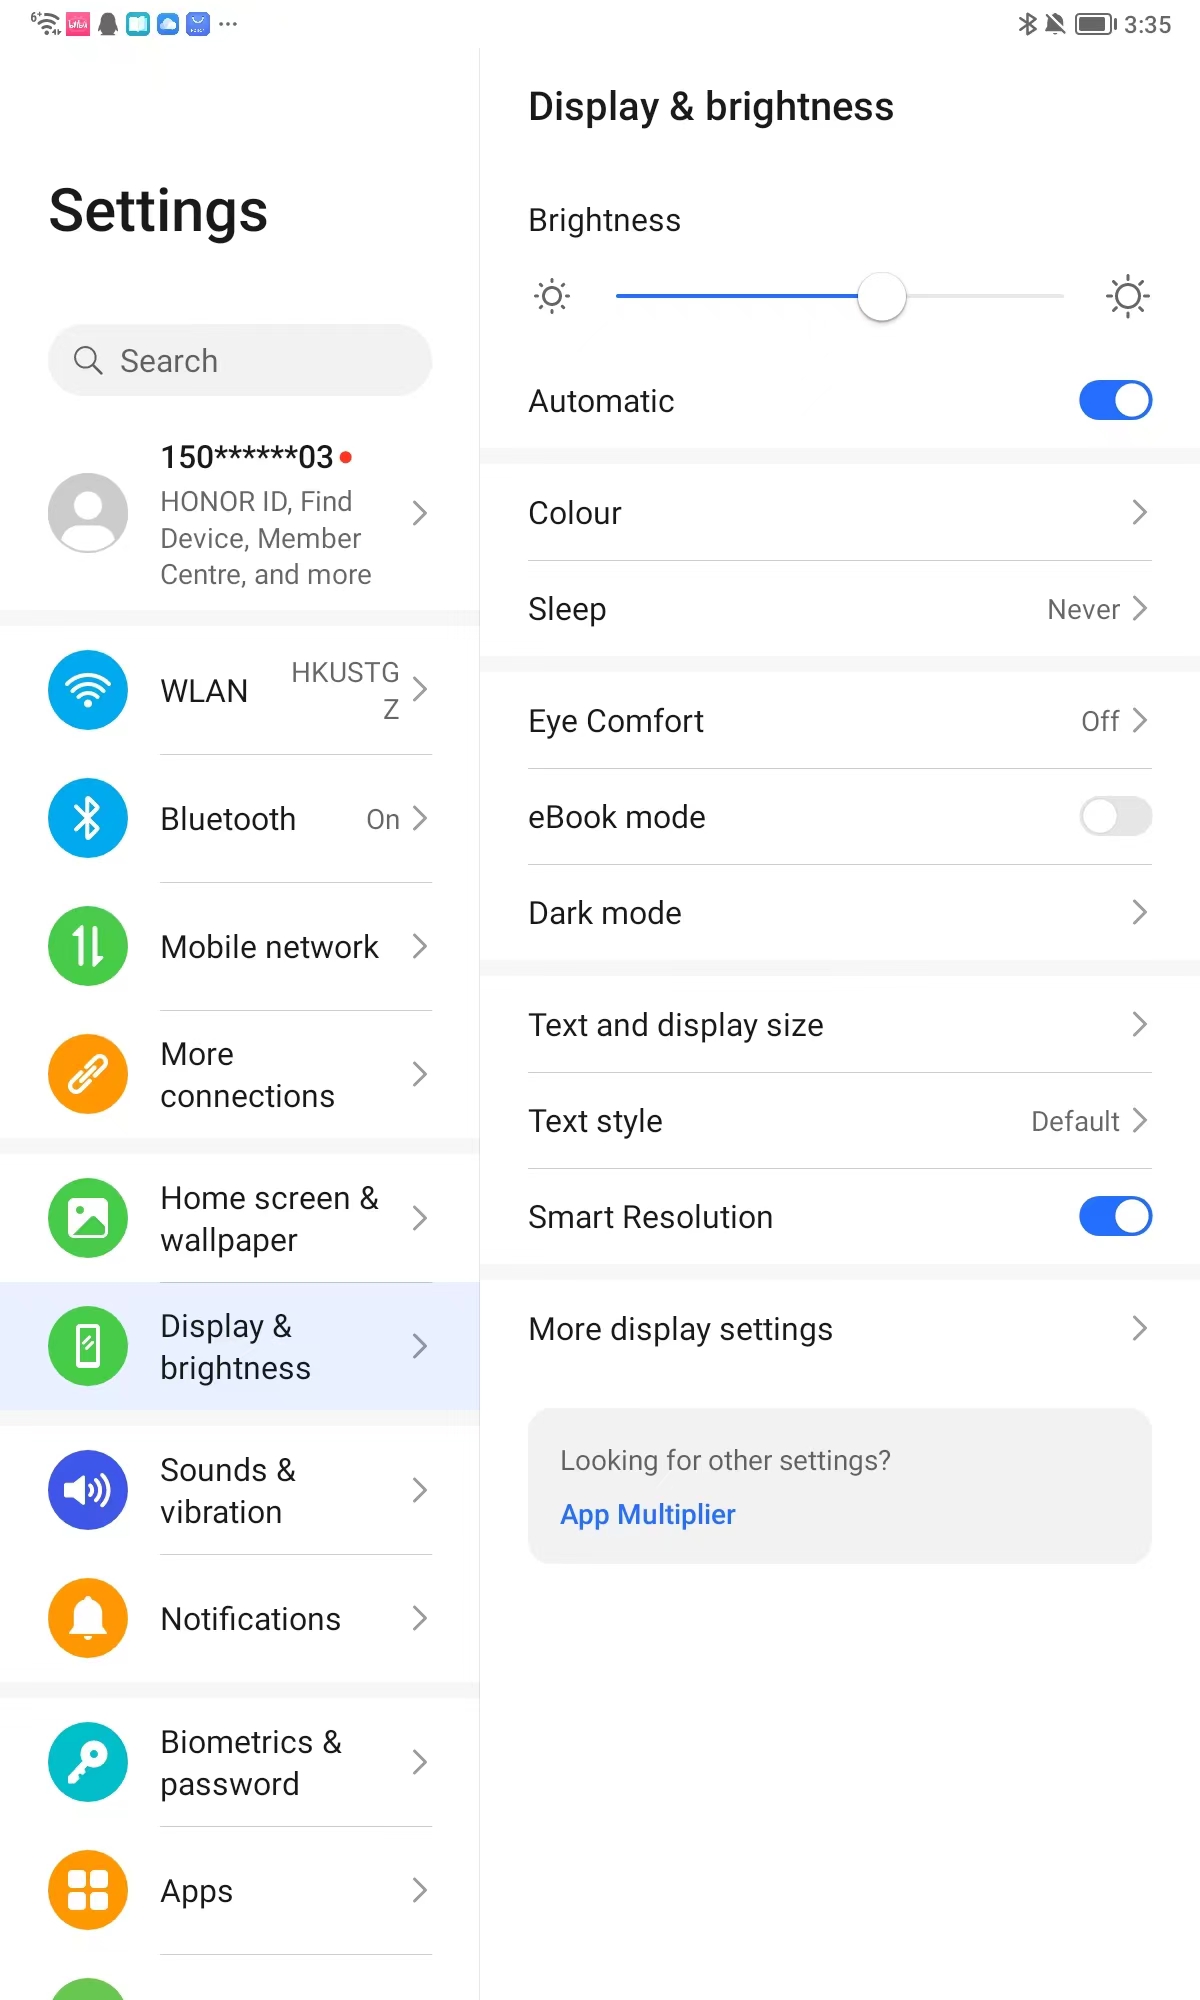 3:35
Settings
Search
150******03
HONOR ID, Find
Device, Member
Centre, and more
WLAN
HKUSTG
Z
Bluetooth On
Mobile network
More
connections
Home screen &
wallpaper
Display &
brightness
Sounds &
vibration
Notifications
Biometrics &
password
Apps
Display & brightness
Brightness
Automatic
Colour
Sleep Never
Eye Comfort Off
eBook mode
Dark mode
Text and display size
Text style Default
Smart Resolution
More display settings
Looking for other settings?
App Multiplier